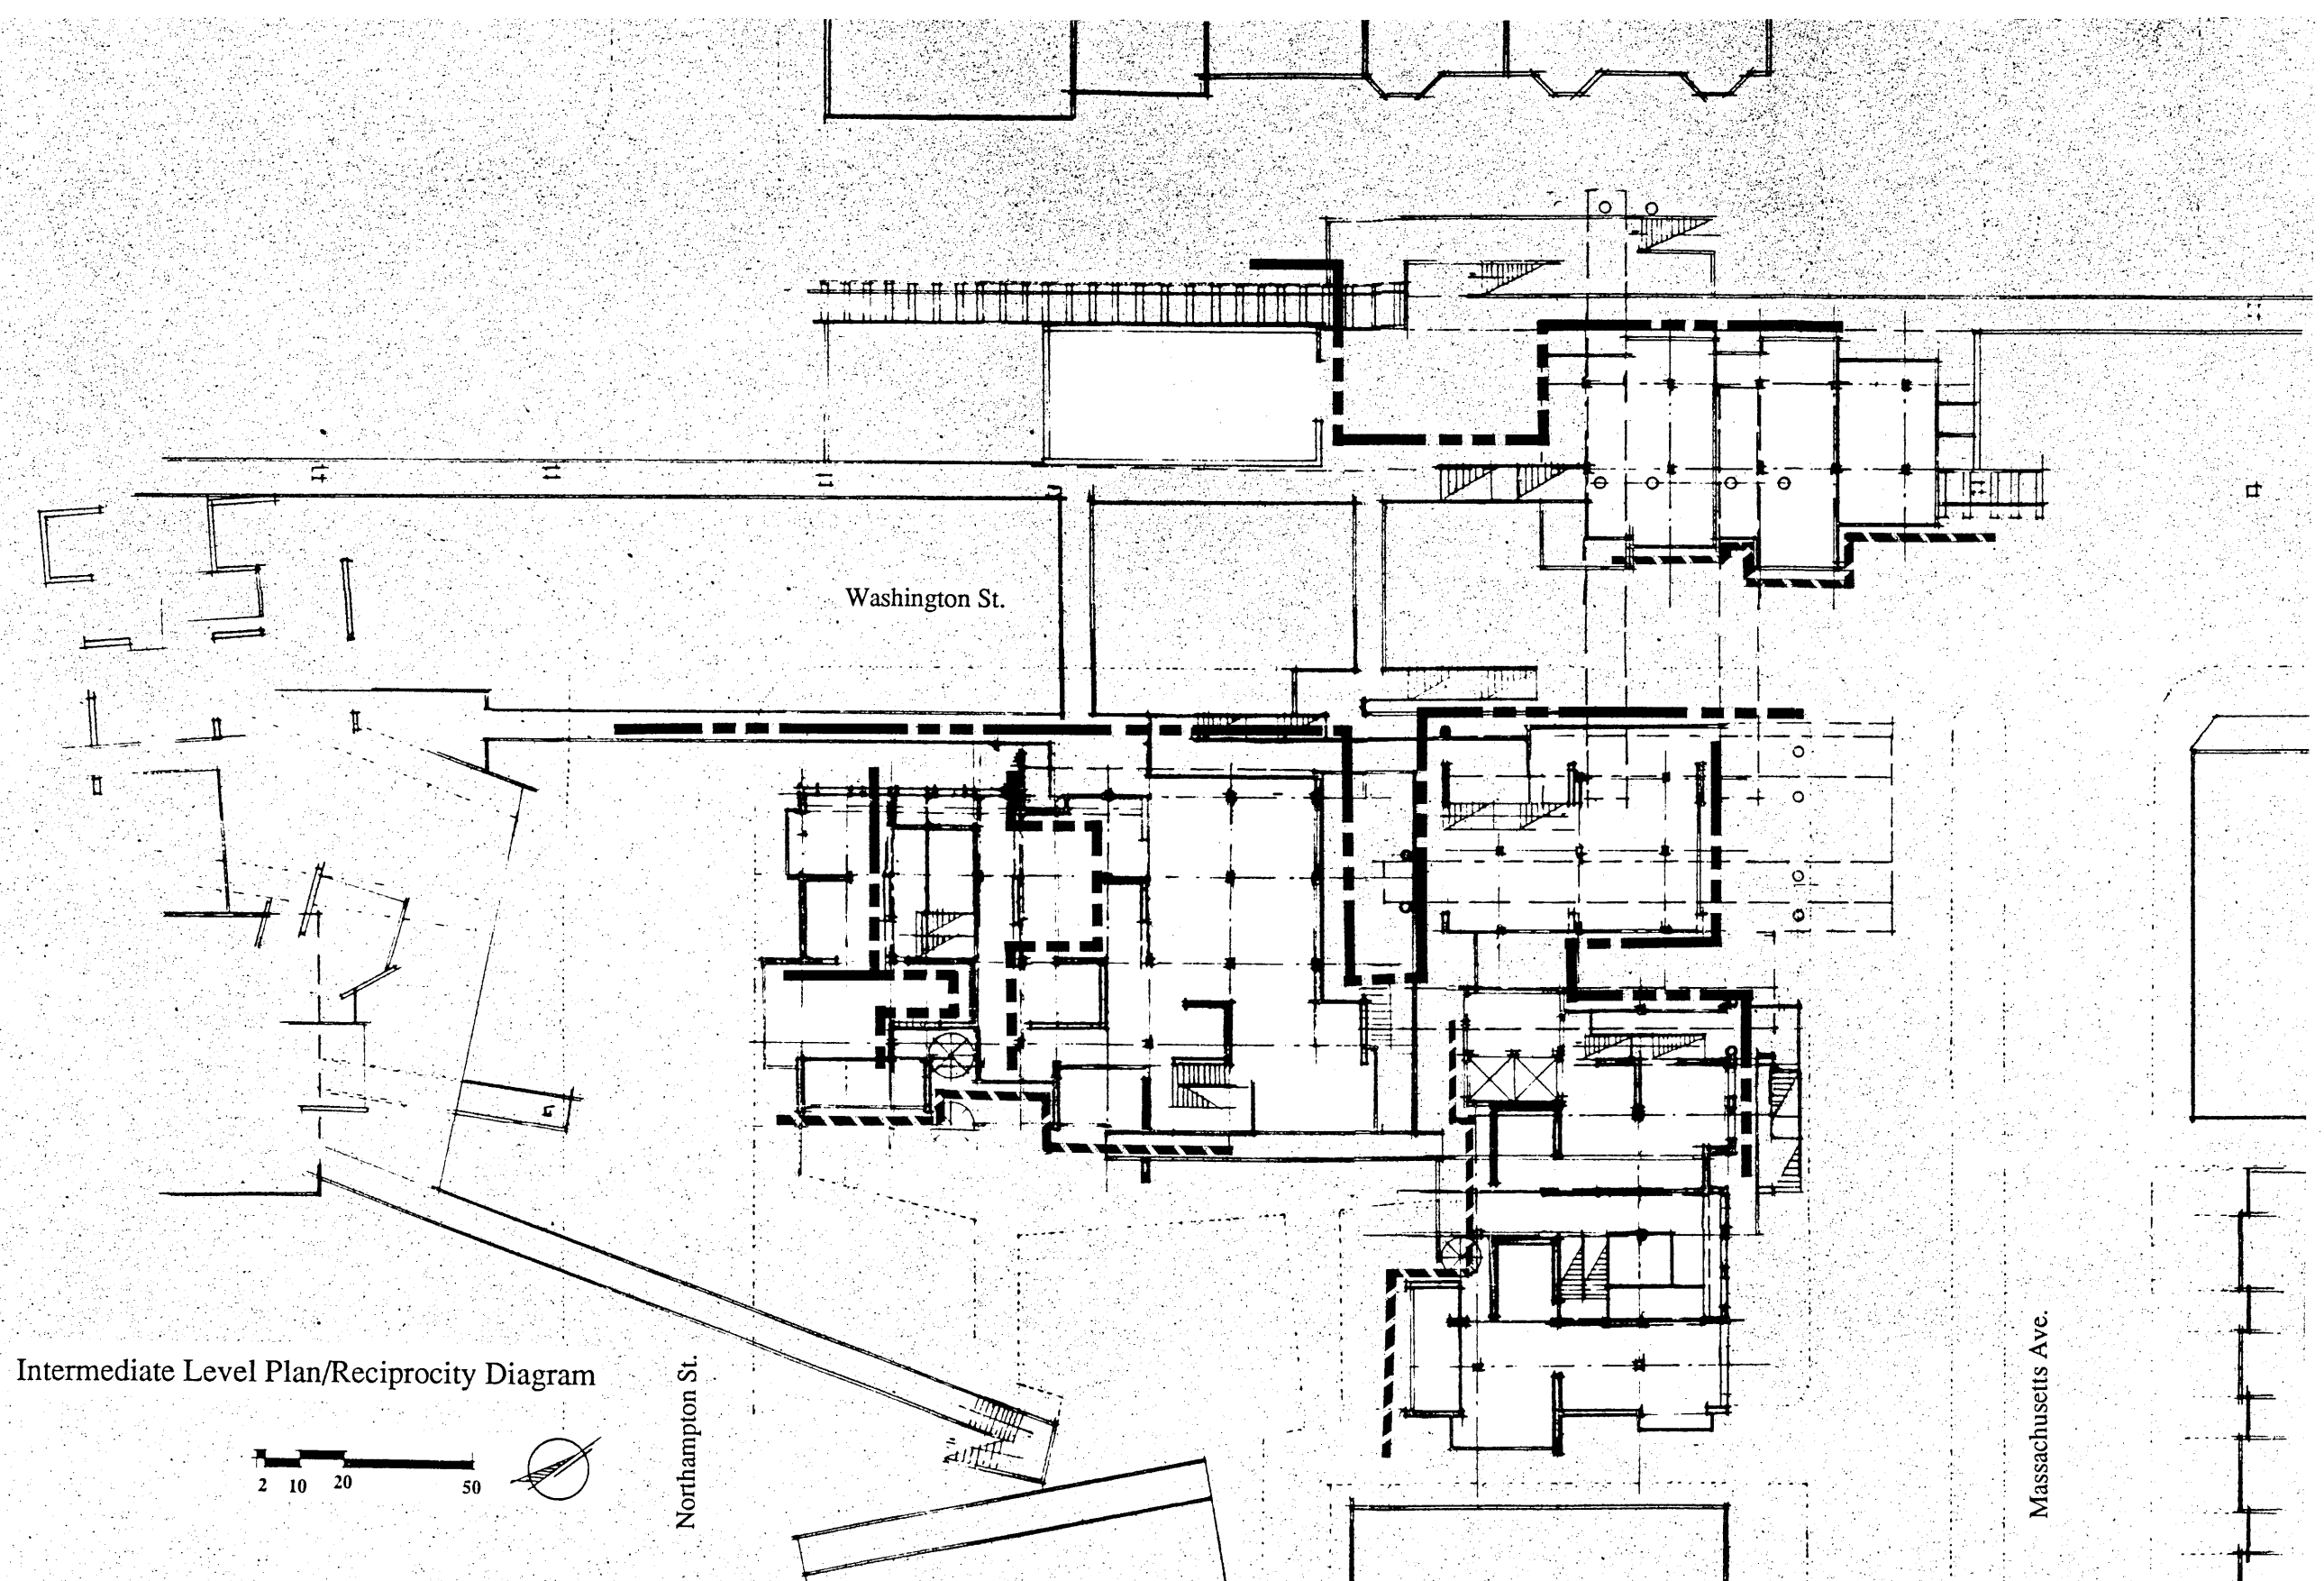 Washington St.
Intermediate Level Plan/Reciprocity Diagram
2 10 20 50
Northampton St.
Massachusetts Ave.